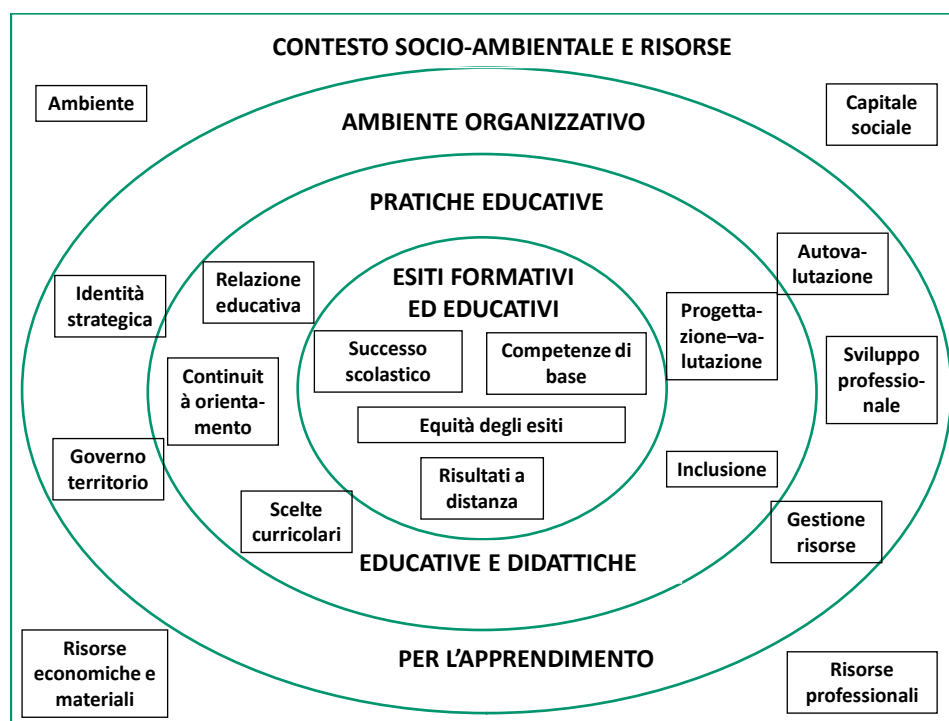 CONTESTO SOCIO-AMBIENTALE E RISORSE
Ambiente
Capitale
sociale
AMBIENTE ORGANIZZATIVO
PRATICHE EDUCATIVE
Autova-
lutazione
ESITI FORMATIVI
ED EDUCATIVI
Relazione
educativa
Identità
strategica
Progetta-
zione–va-
lutazione
Successo
scolastico
Competenze di
base
Sviluppo
professio-
nale
Continuit
à orienta-
mento
Equità degli esiti
Governo
territorio
Risultati a
distanza
Inclusione
Scelte
curricolari
Gestione
risorse
EDUCATIVE E DIDATTICHE
Risorse
economiche e
materiali
PER L'APPRENDIMENTO
Risorse
professionali